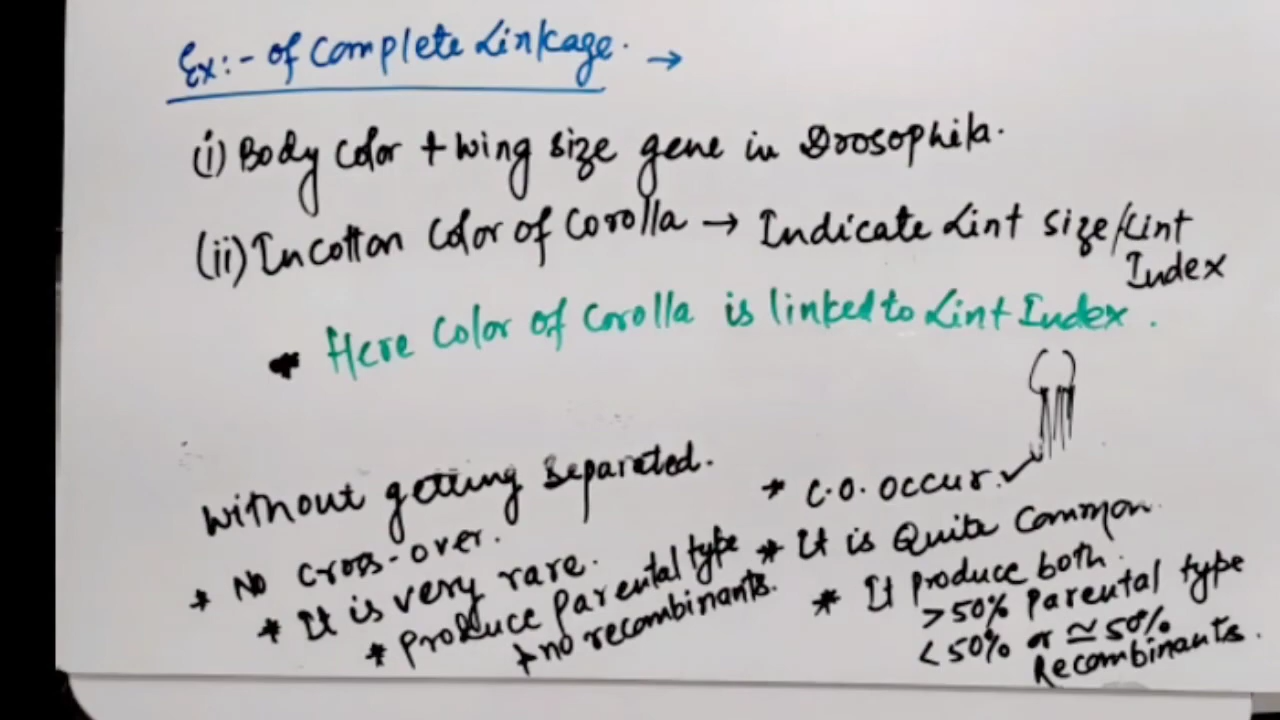 Ex:- of Complete Linkage. →
(i) Body Color + wing size gene in Drosophila.
(ii) In cotton Color of Corolla → Indicate Lint size/Lint
Index
Here Color of Corolla is linked to Lint Index.
without getting separated.
* No cross-over.
* It is very rare.
* Produce Parental type
+ no recombinants.
* C.O. occur. ✓
* It is Quite Common
* It produce both
>50% Parental type
<50% or ≃50%
Recombinants.